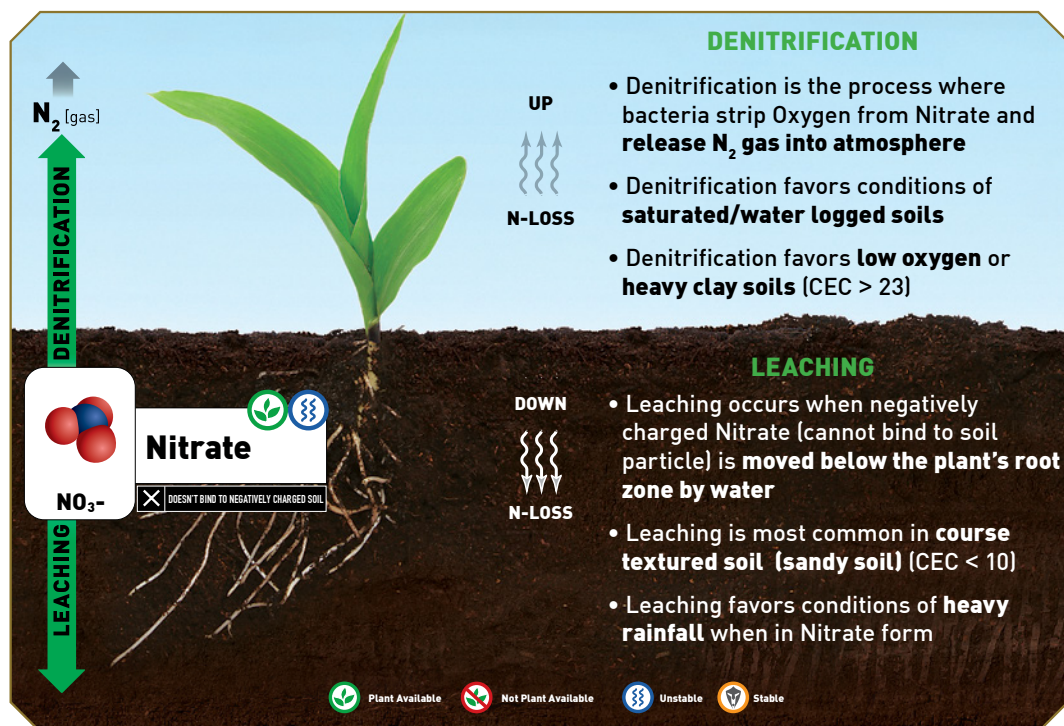 DENITRIFICATION
• Denitrification is the process where
bacteria strip Oxygen from Nitrate and
release N₂ gas into atmosphere
• Denitrification favors conditions of
saturated/water logged soils
• Denitrification favors low oxygen or
heavy clay soils (CEC > 23)
UP
N-LOSS
N₂ [gas]
DENITRIFICATION
NO₃-
LEACHING
Nitrate
DOESN'T BIND TO NEGATIVELY CHARGED SOIL
LEACHING
DOWN
N-LOSS
• Leaching occurs when negatively
charged Nitrate (cannot bind to soil
particle) is moved below the plant's root
zone by water
• Leaching is most common in course
textured soil (sandy soil) (CEC < 10)
• Leaching favors conditions of heavy
rainfall when in Nitrate form
Plant Available
Not Plant Available
Unstable
Stable